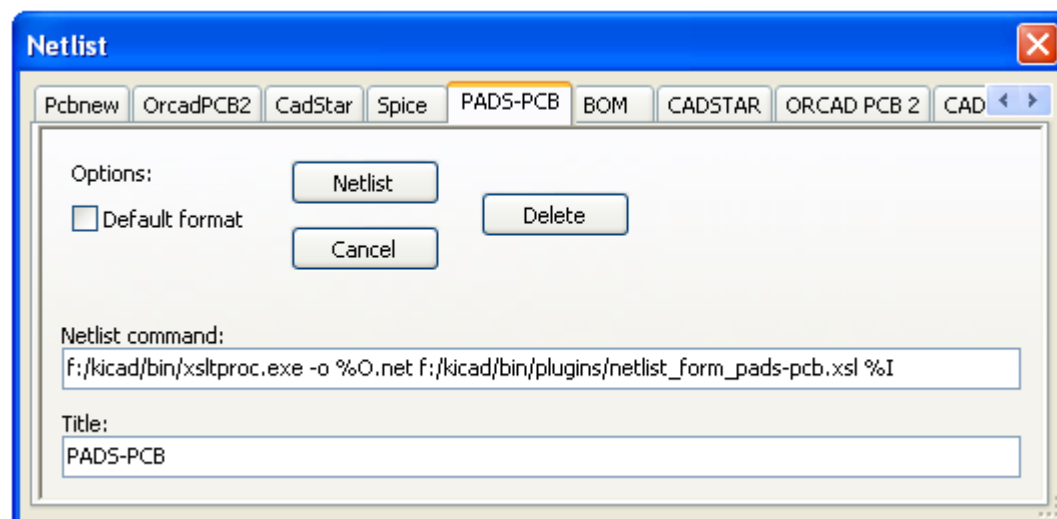 Netlist
Pcbnew OrcadPCB2 CadStar Spice PADS-PCB BOM CADSTAR ORCAD PCB 2 CAD
Options:
Netlist
Default format
Delete
Cancel
Netlist command:
f:/kicad/bin/xsltproc.exe -o %O.net f:/kicad/bin/plugins/netlist_form_pads-pcb.xsl %I
Title:
PADS-PCB